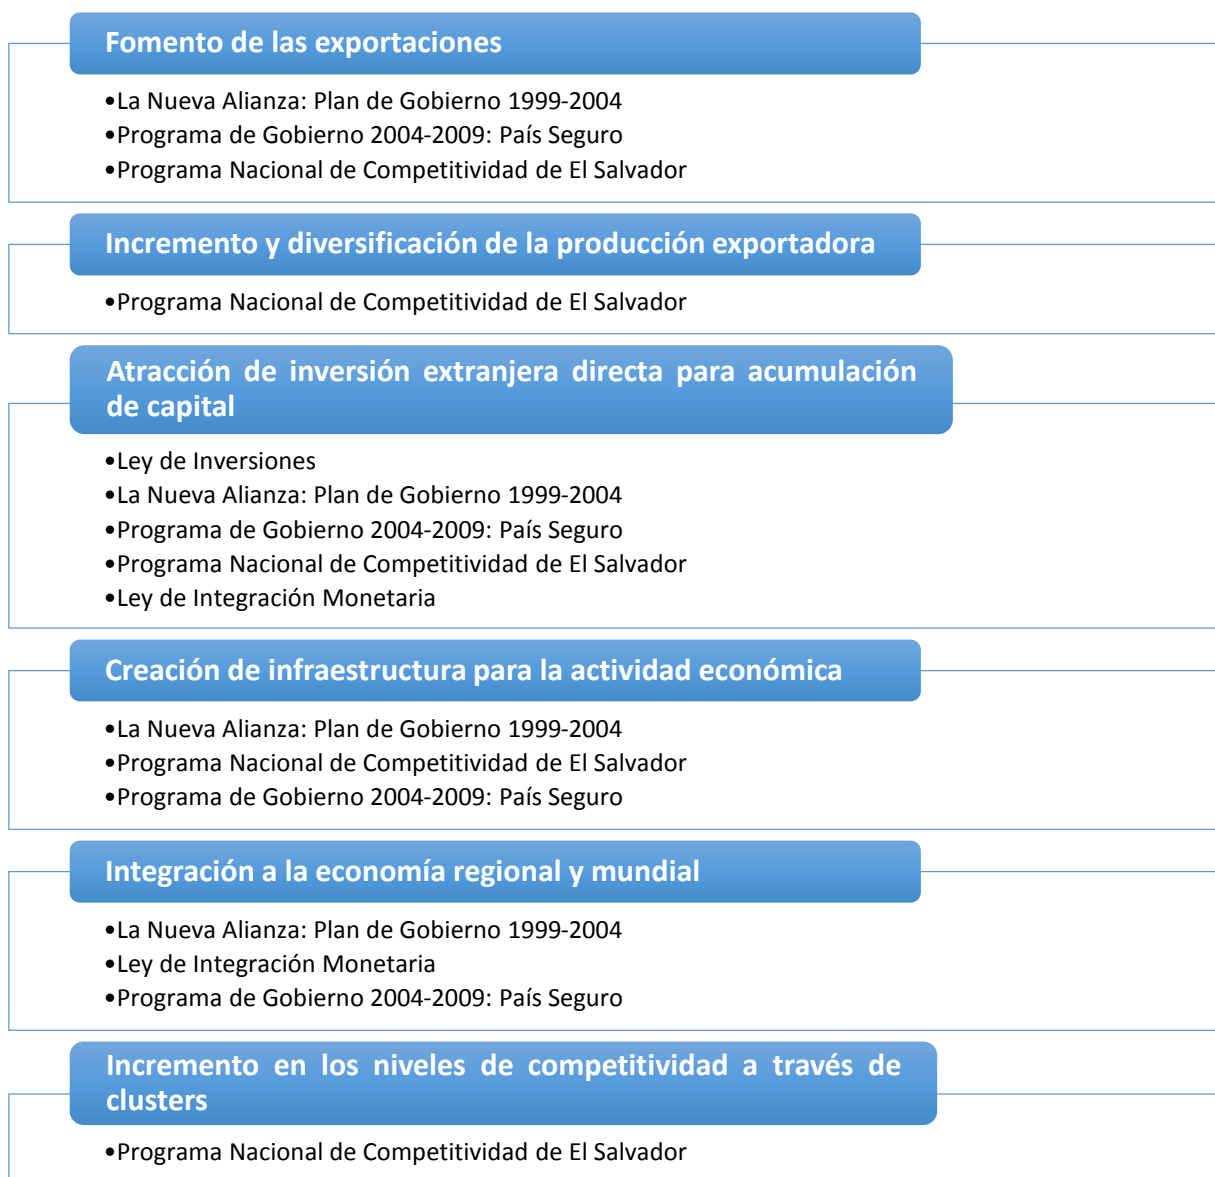 Fomento de las exportaciones
•La Nueva Alianza: Plan de Gobierno 1999-2004
•Programa de Gobierno 2004-2009: País Seguro
•Programa Nacional de Competitividad de El Salvador
Incremento y diversificación de la producción exportadora
•Programa Nacional de Competitividad de El Salvador
Atracción de inversión extranjera directa para acumulación
de capital
•Ley de Inversiones
•La Nueva Alianza: Plan de Gobierno 1999-2004
•Programa de Gobierno 2004-2009: País Seguro
•Programa Nacional de Competitividad de El Salvador
•Ley de Integración Monetaria
Creación de infraestructura para la actividad económica
•La Nueva Alianza: Plan de Gobierno 1999-2004
•Programa Nacional de Competitividad de El Salvador
•Programa de Gobierno 2004-2009: País Seguro
Integración a la economía regional y mundial
•La Nueva Alianza: Plan de Gobierno 1999-2004
•Ley de Integración Monetaria
•Programa de Gobierno 2004-2009: País Seguro
Incremento en los niveles de competitividad a través de
clusters
•Programa Nacional de Competitividad de El Salvador